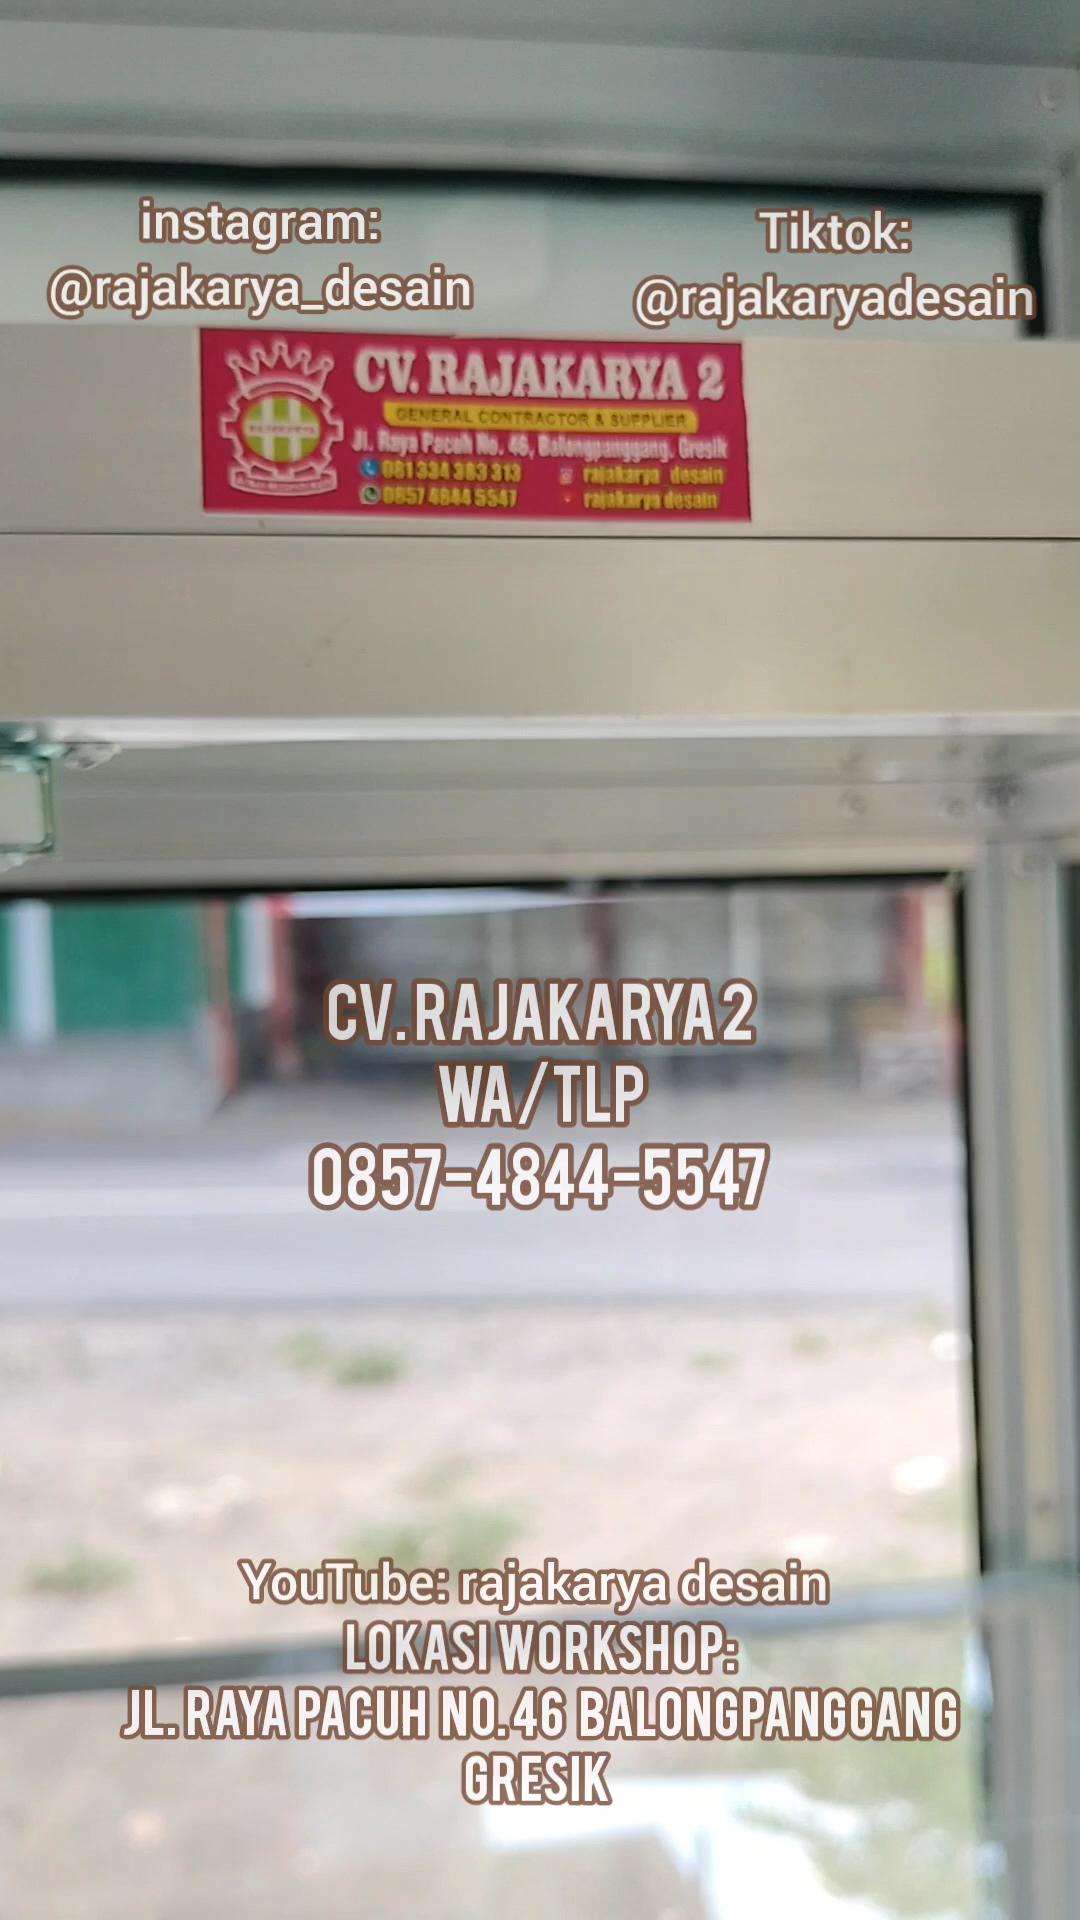 instagram:
@rajakarya_desain
Tiktok:
@rajakaryadesain
CV. RAJAKARYA 2
GENERAL CONTRACTOR & SUPPLIER
Jl. Raya Pacuh No. 46, Balongpanggang. Gresik
081 334 383 313
rajakarya_desain
0857 4844 5547
rajakarya desain
CV.RAJAKARYA2
WA/TLP
0857-4844-5547
YouTube: rajakarya desain
LOKASI WORKSHOP:
JL. RAYA PACUH NO.46 BALONGPANGGANG
GRESIK